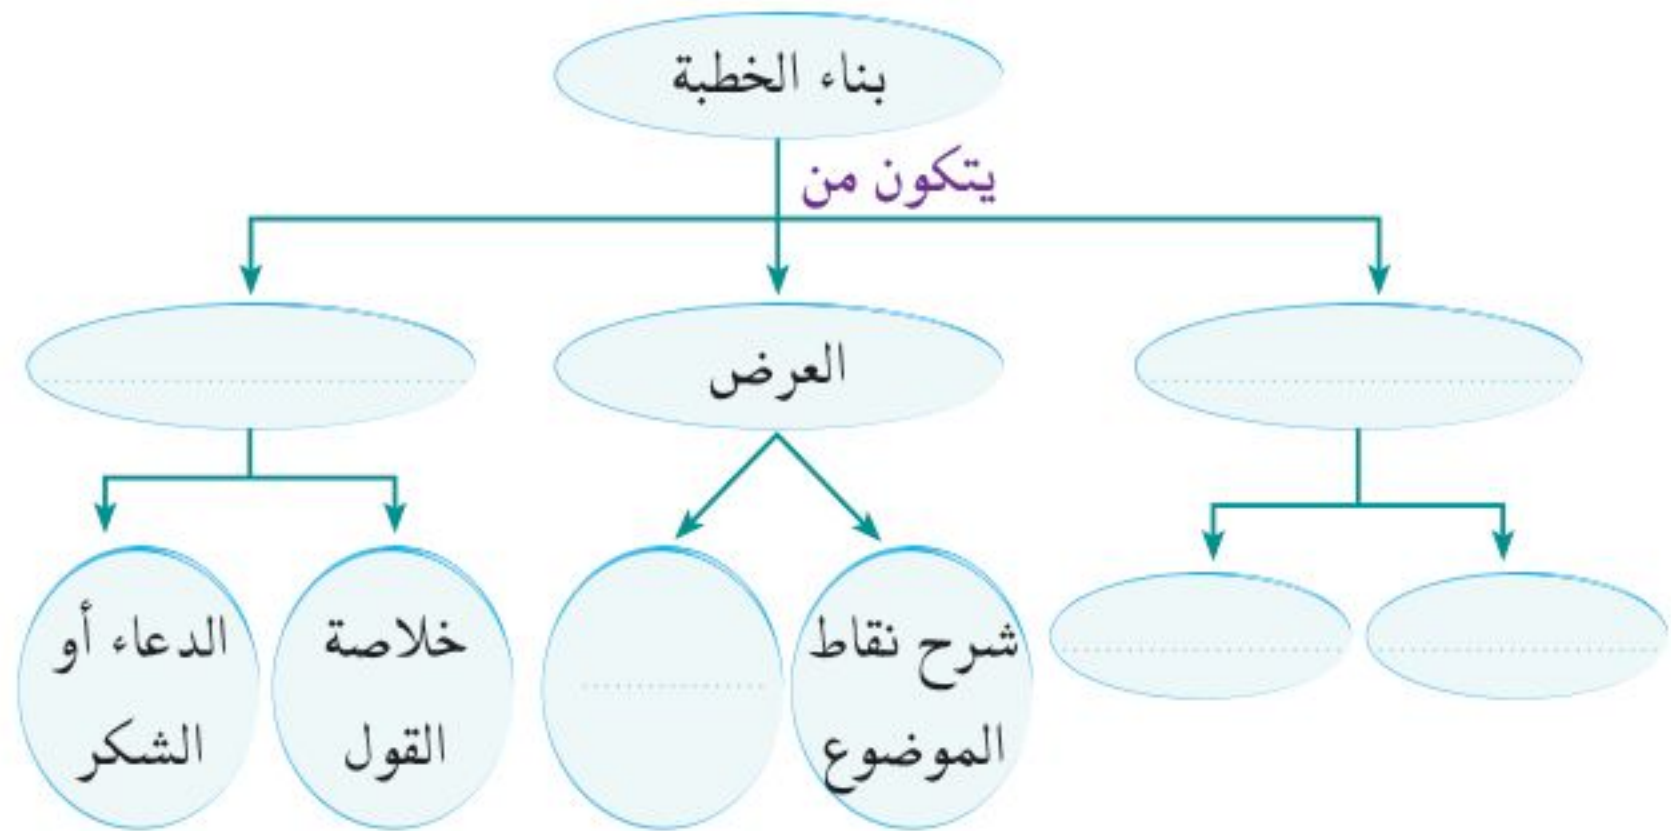 بناء الخطبة
يتكون من
العرض
شرح نقاط
الموضوع
خلاصة
القول
الدعاء أو
الشكر